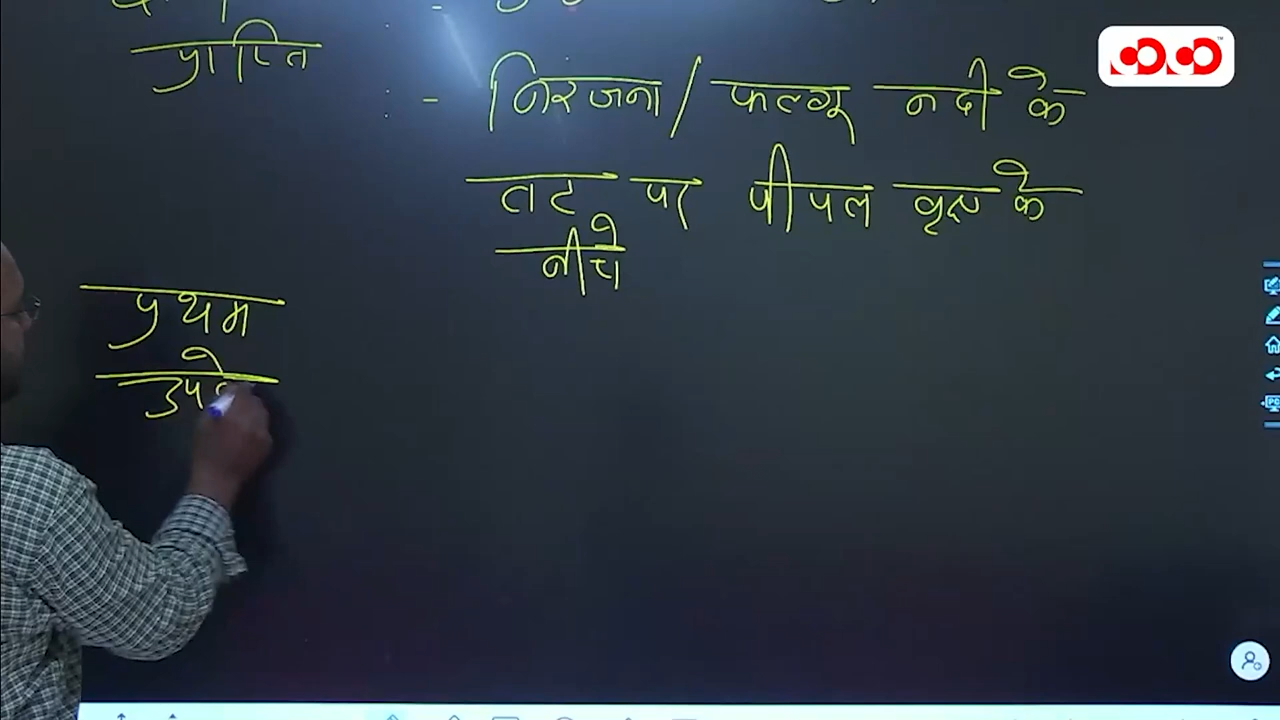 प्राप्ति
- निरंजना / फल्गू नदी के
तट पर पीपल वृक्ष के
नीचे
प्रथम